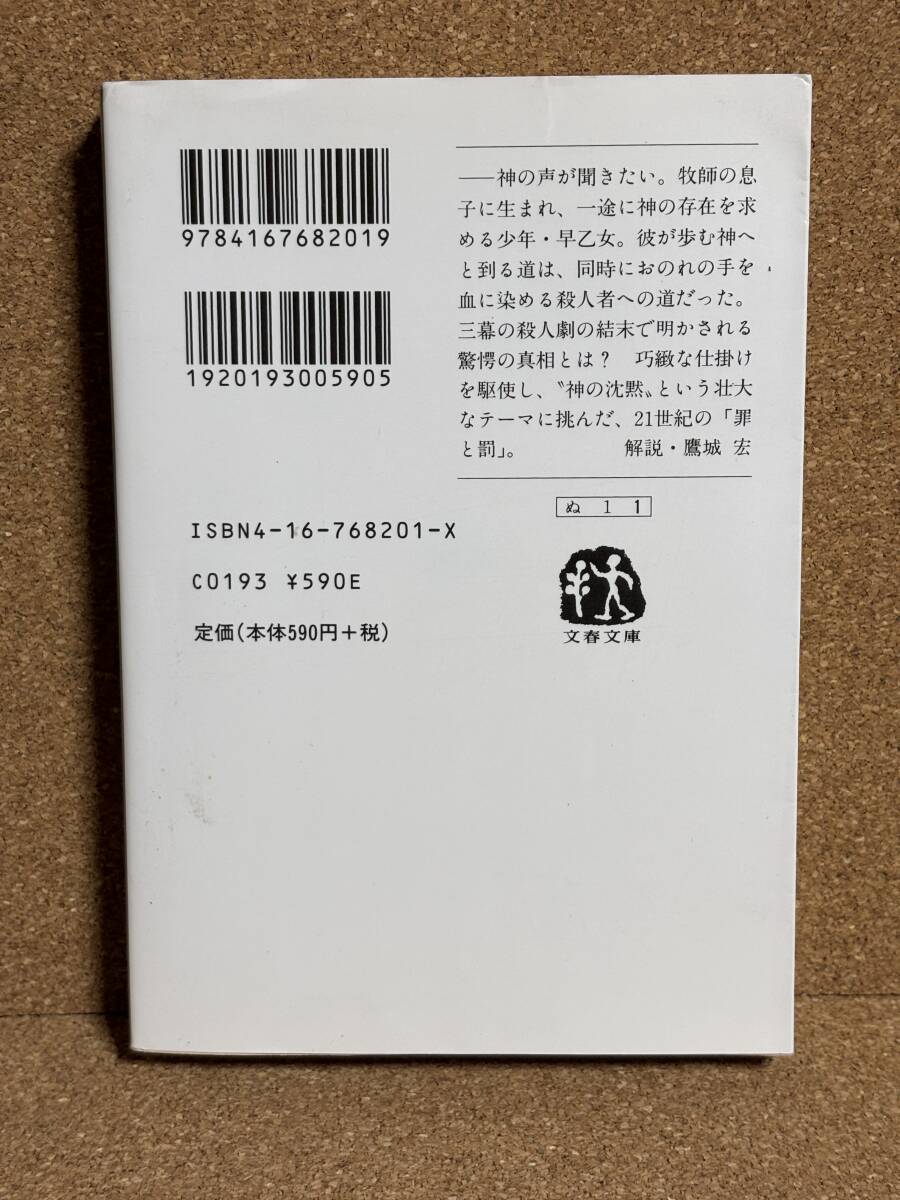 9784167682019
1920193005905
ISBN4-16-768201-X
C0193 ¥590E
定価(本体590円+税)
――神の声が聞きたい。牧師の息
子に生まれ、一途に神の存在を求
める少年・早乙女。彼が歩む神へ
と到る道は、同時におのれの手を
血に染める殺人者への道だった。
三幕の殺人劇の結末で明かされる
驚愕の真相とは? 巧緻な仕掛け
を駆使し、〝神の沈黙〟という壮大
なテーマに挑んだ、21世紀の「罪
と罰」。 解説・鷹城 宏
ぬ 1 1
文春文庫